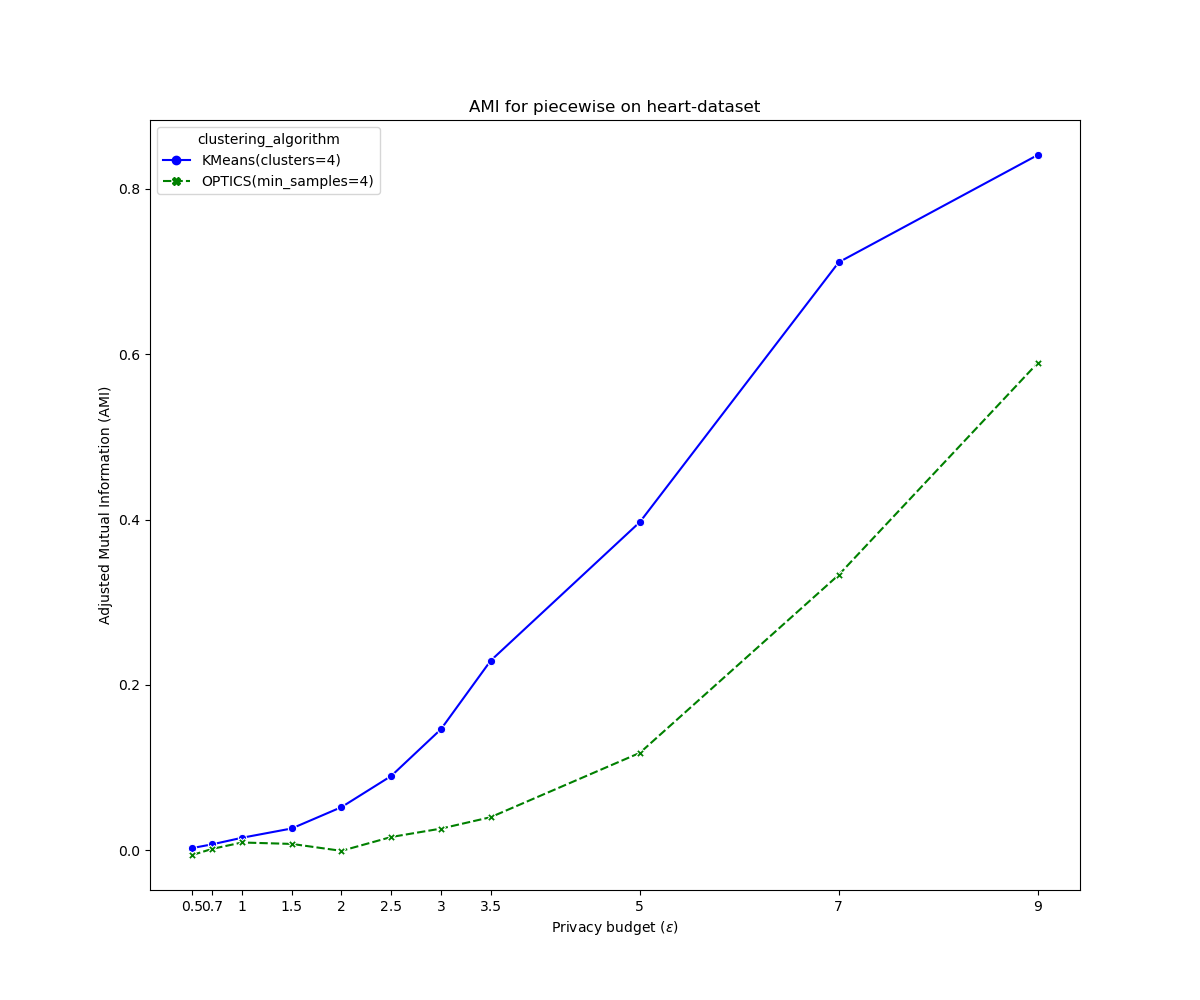 AMI for piecewise on heart-dataset
clustering_algorithm
KMeans(clusters=4)
OPTICS(min_samples=4)
Adjusted Mutual Information (AMI)
0.8
0.6
0.4
0.2
0.0
0.5 0.7 1 1.5 2 2.5 3 3.5 5 7 9
Privacy budget (ε)